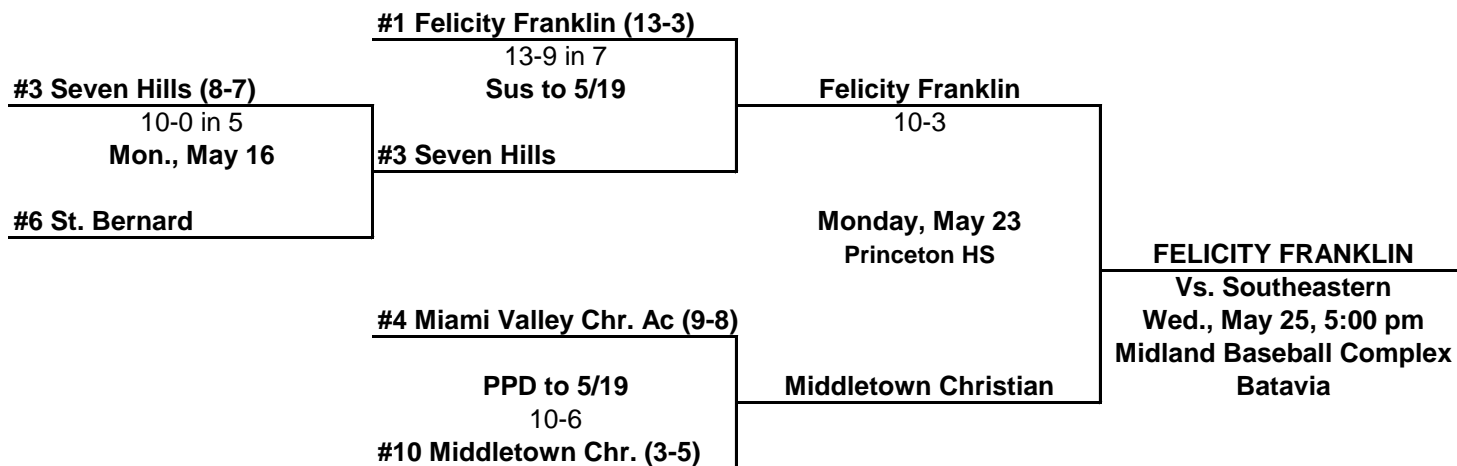 #1 Felicity Franklin (13-3)
13-9 in 7
Sus to 5/19
#3 Seven Hills (8-7)
10-0 in 5
Mon., May 16
#3 Seven Hills
#6 St. Bernard
Felicity Franklin
10-3
Monday, May 23
Princeton HS
#4 Miami Valley Chr. Ac (9-8)
PPD to 5/19
10-6
#10 Middletown Chr. (3-5)
Middletown Christian
FELICITY FRANKLIN
Vs. Southeastern
Wed., May 25, 5:00 pm
Midland Baseball Complex
Batavia